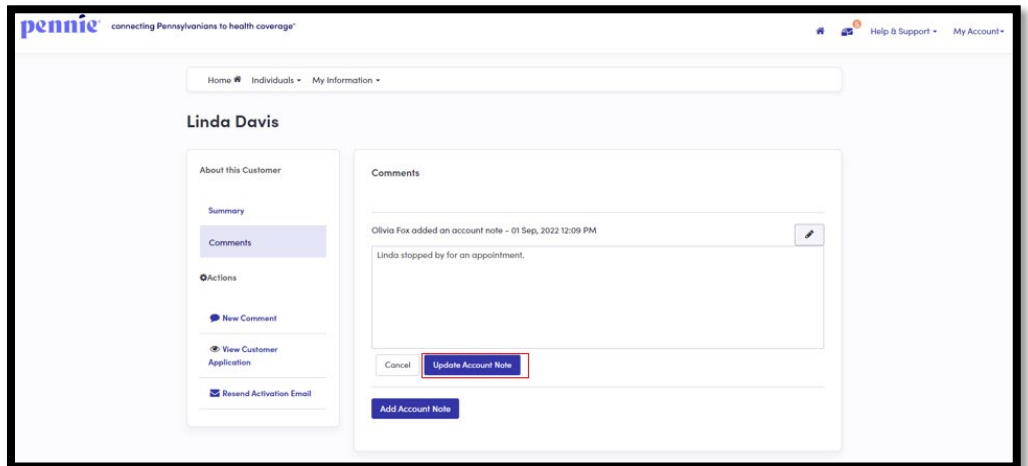 pennie connecting Pennsylvanians to health coverage
Help & Support My Account
Home Individuals My Information
Linda Davis
About this Customer
Summary
Comments
Actions
New Comment
View Customer
Application
Resend Activation Email
Comments
Olivia Fox added an account note - 01 Sep, 2022 12:09 PM
Linda stopped by for an appointment.
Cancel Update Account Note
Add Account Note